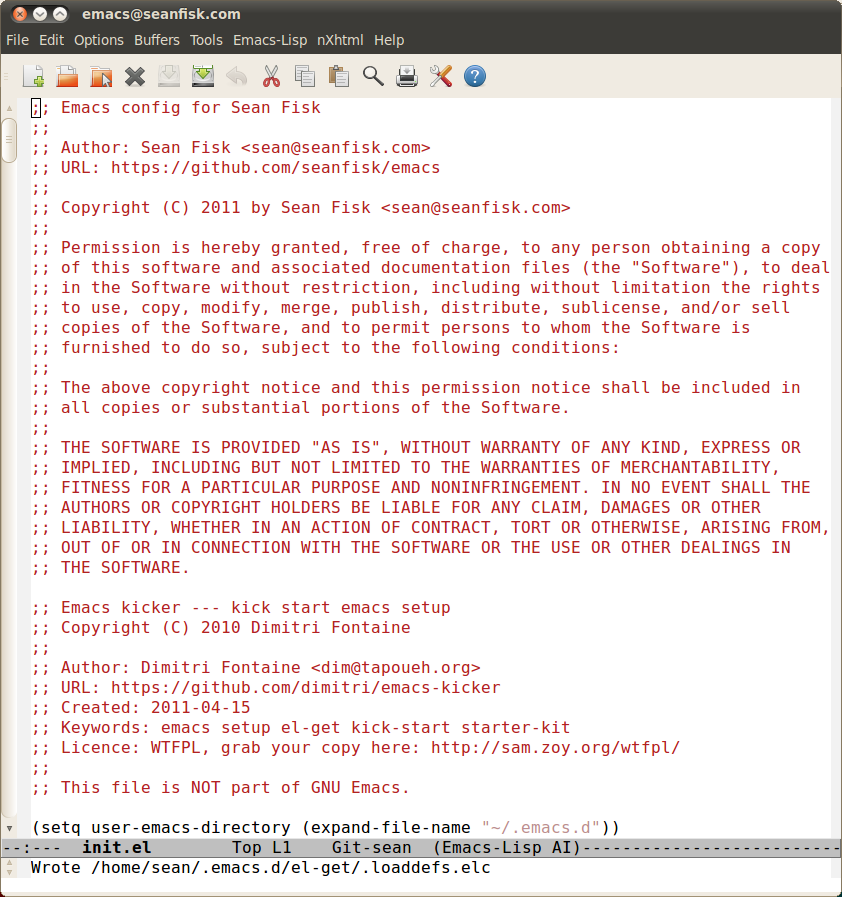 emacs@seanfisk.com
File Edit Options Buffers Tools Emacs-Lisp nXhtml Help
;; Emacs config for Sean Fisk
;;
;; Author: Sean Fisk <sean@seanfisk.com>
;; URL: https://github.com/seanfisk/emacs
;;
;; Copyright (C) 2011 by Sean Fisk <sean@seanfisk.com>
;;
;; Permission is hereby granted, free of charge, to any person obtaining a copy
;; of this software and associated documentation files (the "Software"), to deal
;; in the Software without restriction, including without limitation the rights
;; to use, copy, modify, merge, publish, distribute, sublicense, and/or sell
;; copies of the Software, and to permit persons to whom the Software is
;; furnished to do so, subject to the following conditions:
;;
;; The above copyright notice and this permission notice shall be included in
;; all copies or substantial portions of the Software.
;;
;; THE SOFTWARE IS PROVIDED "AS IS", WITHOUT WARRANTY OF ANY KIND, EXPRESS OR
;; IMPLIED, INCLUDING BUT NOT LIMITED TO THE WARRANTIES OF MERCHANTABILITY,
;; FITNESS FOR A PARTICULAR PURPOSE AND NONINFRINGEMENT. IN NO EVENT SHALL THE
;; AUTHORS OR COPYRIGHT HOLDERS BE LIABLE FOR ANY CLAIM, DAMAGES OR OTHER
;; LIABILITY, WHETHER IN AN ACTION OF CONTRACT, TORT OR OTHERWISE, ARISING FROM,
;; OUT OF OR IN CONNECTION WITH THE SOFTWARE OR THE USE OR OTHER DEALINGS IN
;; THE SOFTWARE.

;; Emacs kicker --- kick start emacs setup
;; Copyright (C) 2010 Dimitri Fontaine
;;
;; Author: Dimitri Fontaine <dim@tapoueh.org>
;; URL: https://github.com/dimitri/emacs-kicker
;; Created: 2011-04-15
;; Keywords: emacs setup el-get kick-start starter-kit
;; Licence: WTFPL, grab your copy here: http://sam.zoy.org/wtfpl/
;;
;; This file is NOT part of GNU Emacs.

(setq user-emacs-directory (expand-file-name "~/.emacs.d"))
--:---  init.el        Top L1    Git-sean  (Emacs-Lisp AI)--------------------------
Wrote /home/sean/.emacs.d/el-get/.loaddefs.elc